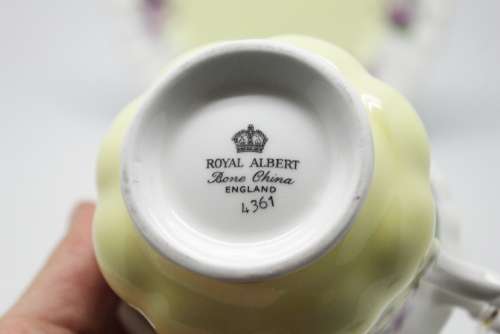 ROYAL ALBERT
Bone China
ENGLAND
4361